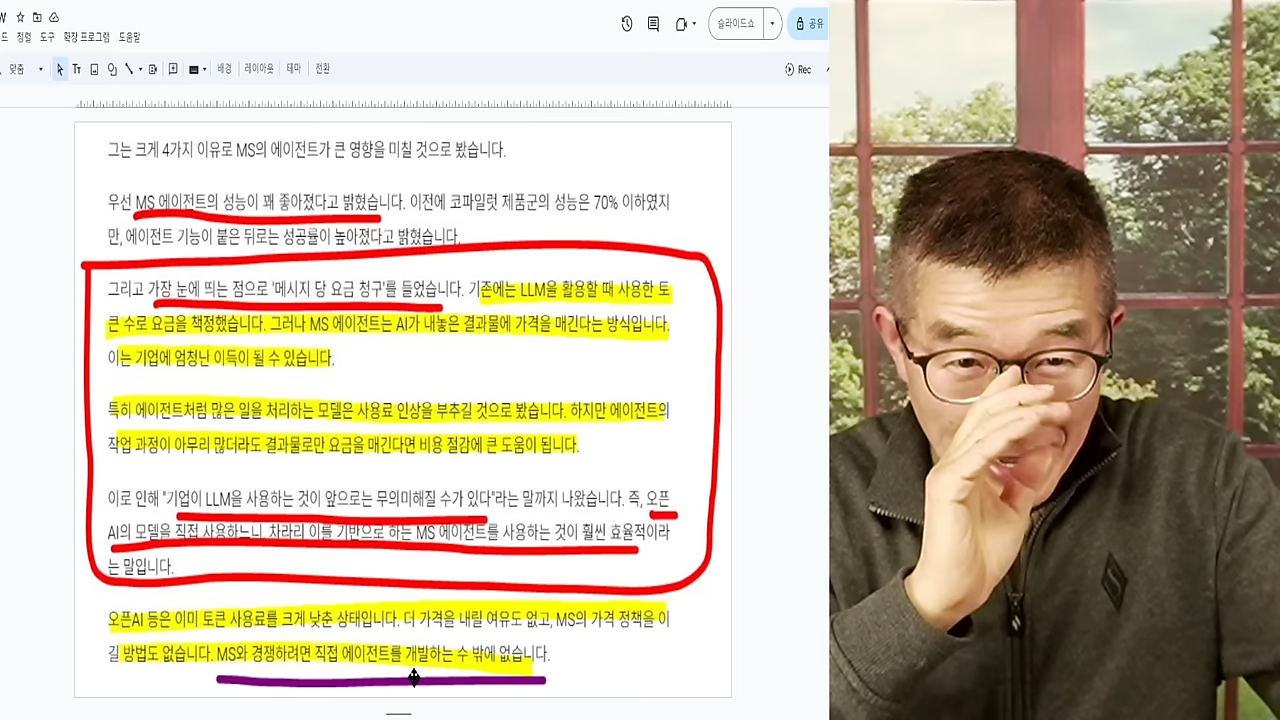 정렬 도구 확장 프로그램 도움말
슬라이드쇼
공유
맞춤 Tт 배경 레이아웃 테마 전환 Rec
그는 크게 4가지 이유로 MS의 에이전트가 큰 영향을 미칠 것으로 봤습니다.
우선 MS 에이전트의 성능이 꽤 좋아졌다고 밝혔습니다. 이전에 코파일럿 제품군의 성능은 70% 이하였지
만, 에이전트 기능이 붙은 뒤로는 성공률이 높아졌다고 밝혔습니다.
그리고 가장 눈에 띄는 점으로 '메시지 당 요금 청구'를 들었습니다. 기존에는 LLM을 활용할 때 사용한 토
큰 수로 요금을 책정했습니다. 그러나 MS 에이전트는 AI가 내놓은 결과물에 가격을 매긴다는 방식입니다.
이는 기업에 엄청난 이득이 될 수 있습니다.
특히 에이전트처럼 많은 일을 처리하는 모델은 사용료 인상을 부추길 것으로 봤습니다. 하지만 에이전트의
작업 과정이 아무리 많더라도 결과물로만 요금을 매긴다면 비용 절감에 큰 도움이 됩니다.
이로 인해 "기업이 LLM을 사용하는 것이 앞으로는 무의미해질 수가 있다"라는 말까지 나왔습니다. 즉, 오픈
AI의 모델을 직접 사용하느니 차라리 이를 기반으로 하는 MS 에이전트를 사용하는 것이 훨씬 효율적이라
는 말입니다.
오픈AI 등은 이미 토큰 사용료를 크게 낮춘 상태입니다. 더 가격을 내릴 여유도 없고, MS의 가격 정책을 이
길 방법도 없습니다. MS와 경쟁하려면 직접 에이전트를 개발하는 수 밖에 없습니다.